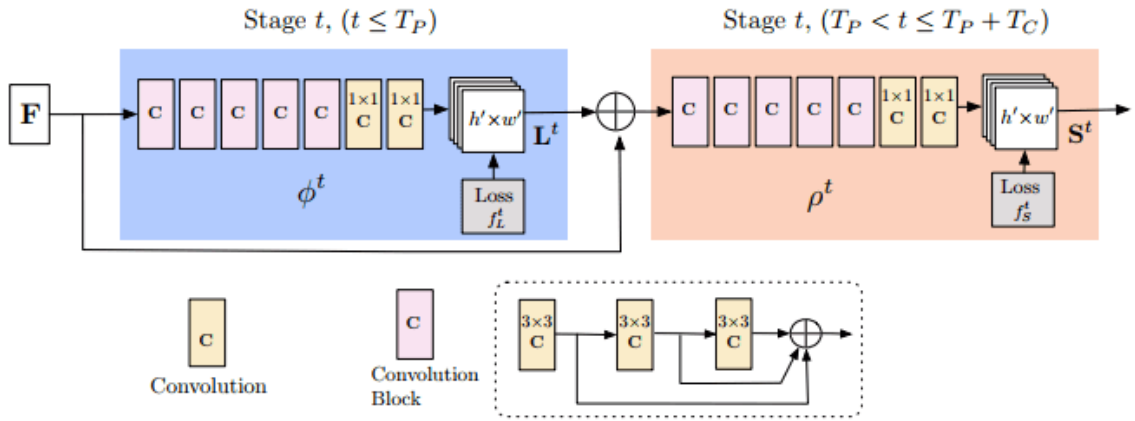 Stage t, (t ≤ T_P)
Stage t, (T_P < t ≤ T_P + T_C)
F
C C C C C 1×1 C 1×1 C
h′×w′
L^t
Loss
f_L^t
ϕ^t
C C C C C 1×1 C 1×1 C
h′×w′
S^t
Loss
f_S^t
ρ^t
C
Convolution
C
Convolution
Block
3×3 C 3×3 C 3×3 C